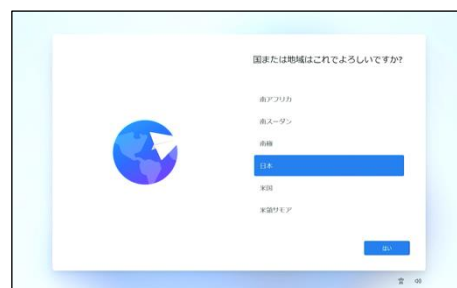 国または地域はこれでよろしいですか?
南アフリカ
南スーダン
南極
日本
米国
米領サモア
はい